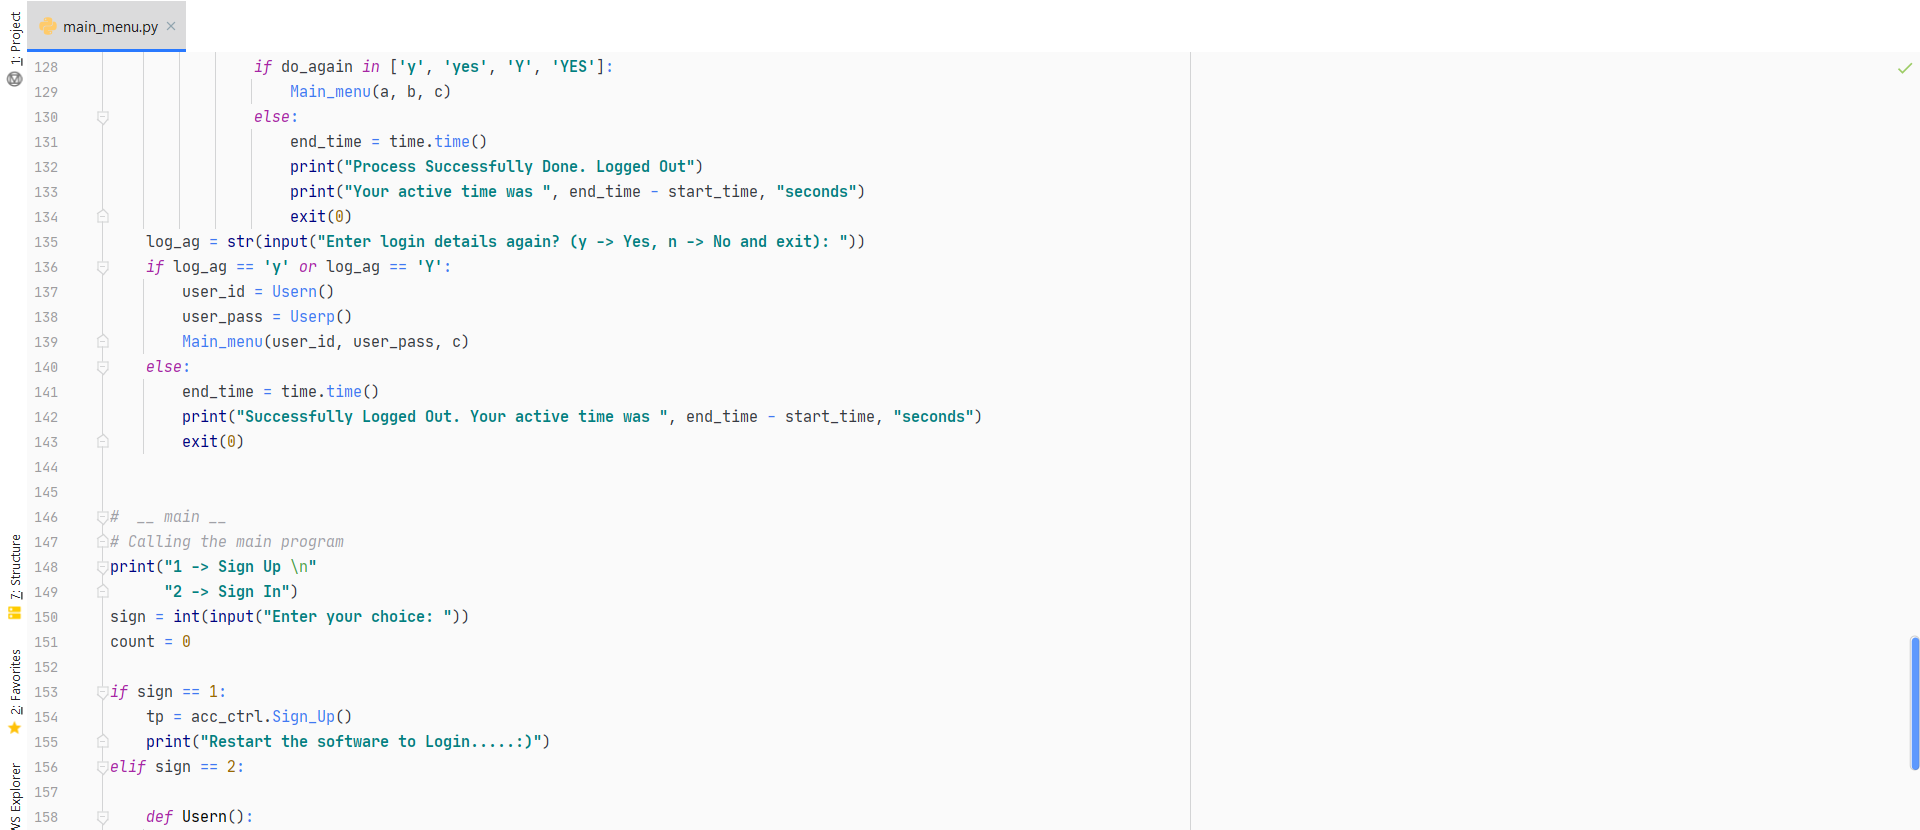 main_menu.py
1: Project
7: Structure
2: Favorites
WS Explorer
128 if do_again in ['y', 'yes', 'Y', 'YES']:
129 Main_menu(a, b, c)
130 else:
131 end_time = time.time()
132 print("Process Successfully Done. Logged Out")
133 print("Your active time was ", end_time - start_time, "seconds")
134 exit(0)
135 log_ag = str(input("Enter login details again? (y -> Yes, n -> No and exit): "))
136 if log_ag == 'y' or log_ag == 'Y':
137 user_id = Usern()
138 user_pass = Userp()
139 Main_menu(user_id, user_pass, c)
140 else:
141 end_time = time.time()
142 print("Successfully Logged Out. Your active time was ", end_time - start_time, "seconds")
143 exit(0)
144
145
146 #  __ main __
147 # Calling the main program
148 print("1 -> Sign Up \n"
149 "2 -> Sign In")
150 sign = int(input("Enter your choice: "))
151 count = 0
152
153 if sign == 1:
154 tp = acc_ctrl.Sign_Up()
155 print("Restart the software to Login.....:)")
156 elif sign == 2:
157
158 def Usern():